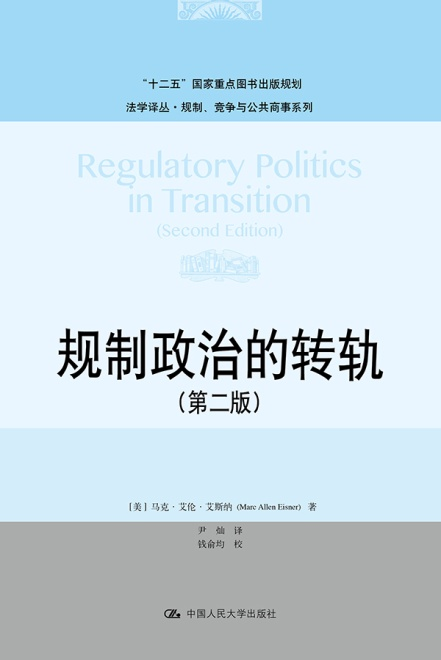 “十二五”国家重点图书出版规划
法学译丛·规制、竞争与公共商事系列
Regulatory Politics
in Transition
(Second Edition)
规制政治的转轨
（第二版）
［美］马克·艾伦·艾斯纳 (Marc Allen Eisner) 著
尹 灿 译
钱俞均 校
中国人民大学出版社